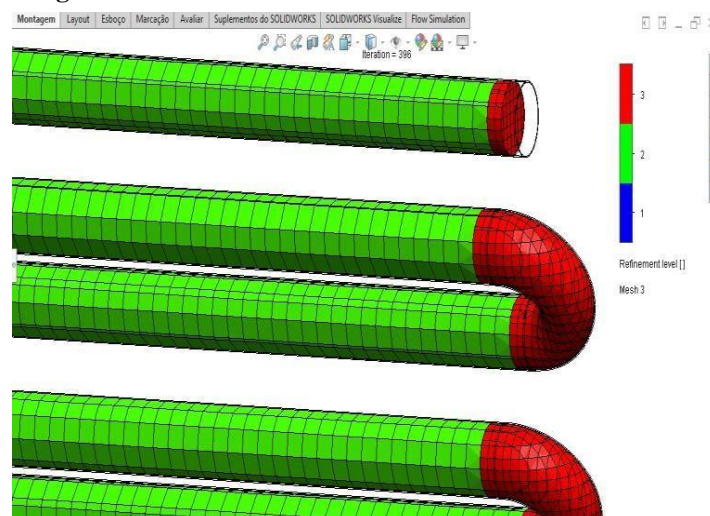 Montagem Layout Esboço Marcação Avaliar Suplementos do SOLIDWORKS SOLIDWORKS Visualize Flow Simulation
Iteration = 396
3
2
1
Refinement level []
Mesh 3